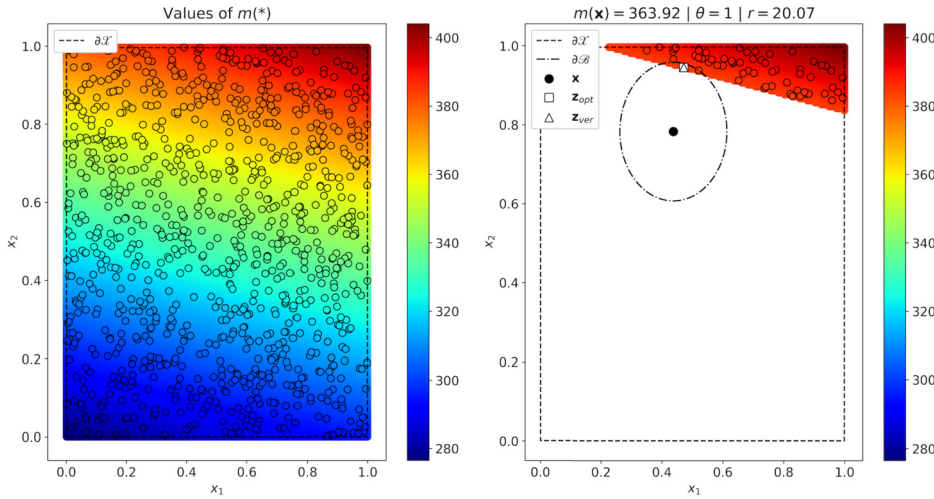 Values of m(*)
∂𝒳
1.0
0.8
0.6
0.4
0.2
0.0
x₂
0.0 0.2 0.4 0.6 0.8 1.0
x₁
400
380
360
340
320
300
280
m(𝐱) = 363.92 | θ = 1 | r = 20.07
∂𝒳
∂ℬ
𝐱
𝐳ₒₚₜ
𝐳ᵥₑᵣ
1.0
0.8
0.6
0.4
0.2
0.0
x₂
0.0 0.2 0.4 0.6 0.8 1.0
x₁
400
380
360
340
320
300
280